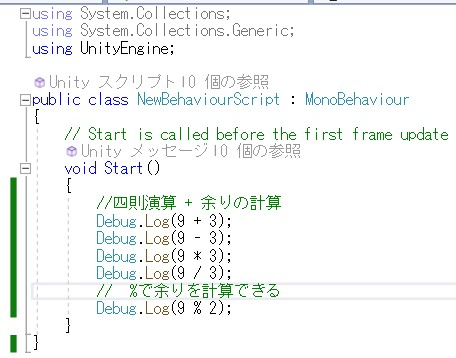 using System.Collections;
using System.Collections.Generic;
using UnityEngine;
Unity スクリプト|0 個の参照
public class NewBehaviourScript : MonoBehaviour
{
// Start is called before the first frame update
Unity メッセージ|0 個の参照
void Start()
{
//四則演算 + 余りの計算
Debug.Log(9 + 3);
Debug.Log(9 - 3);
Debug.Log(9 * 3);
Debug.Log(9 / 3);
//　%で余りを計算できる
Debug.Log(9 % 2);
}
}